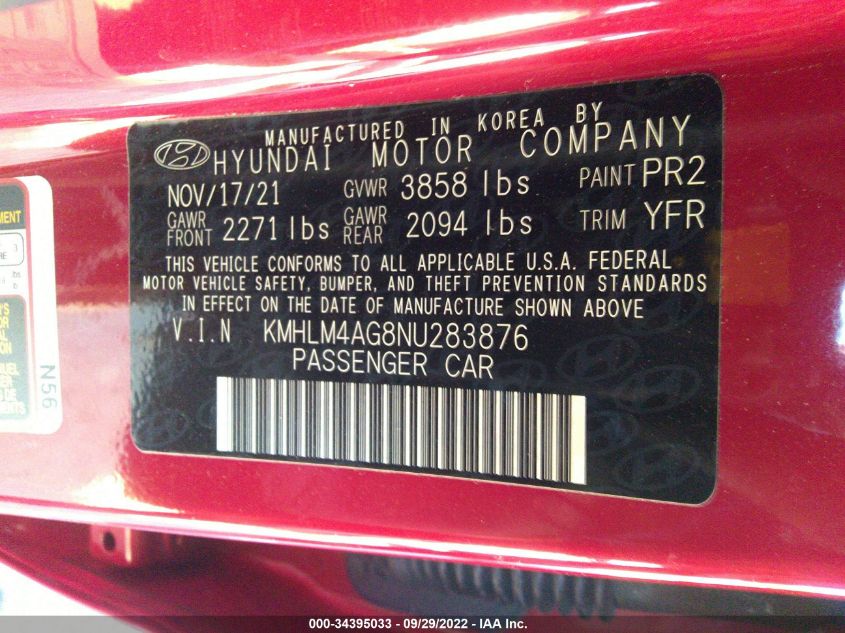 MANUFACTURED IN KOREA BY
HYUNDAI MOTOR COMPANY
NOV/17/21 GVWR 3858 lbs PAINT PR2
GAWR FRONT 2271 lbs GAWR REAR 2094 lbs TRIM YFR
THIS VEHICLE CONFORMS TO ALL APPLICABLE U.S.A. FEDERAL
MOTOR VEHICLE SAFETY, BUMPER, AND THEFT PREVENTION STANDARDS
IN EFFECT ON THE DATE OF MANUFACTURE SHOWN ABOVE
V.I.N KMHLM4AG8NU283876
PASSENGER CAR
N56
000-34395033 - 09/29/2022 - IAA Inc.